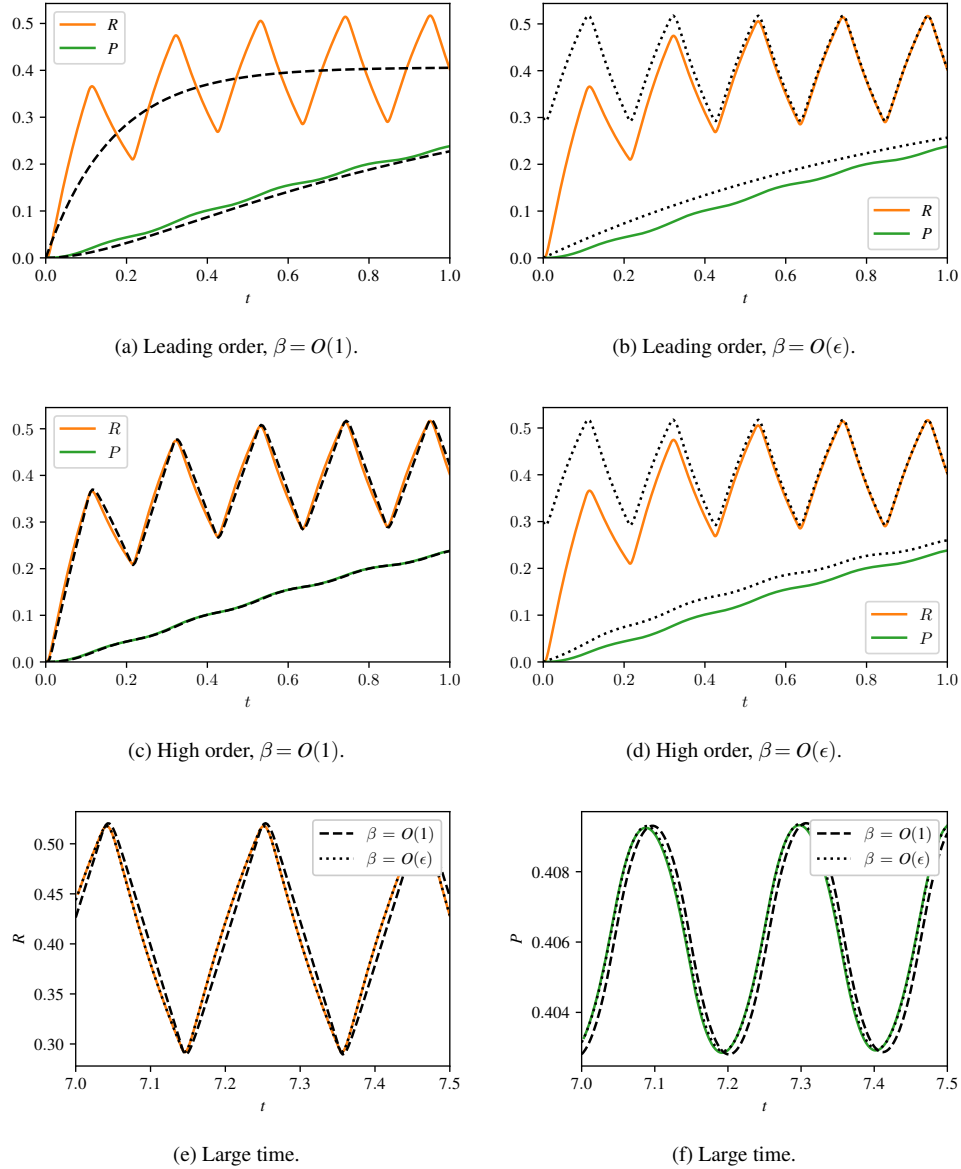 0.5
0.4
0.3
0.2
0.1
0.0
R
P
0.0 0.2 0.4 0.6 0.8 1.0
t
(a) Leading order, β = O(1).
0.5
0.4
0.3
0.2
0.1
0.0
R
P
0.0 0.2 0.4 0.6 0.8 1.0
t
(b) Leading order, β = O(ϵ).
0.5
0.4
0.3
0.2
0.1
0.0
R
P
0.0 0.2 0.4 0.6 0.8 1.0
t
(c) High order, β = O(1).
0.5
0.4
0.3
0.2
0.1
0.0
R
P
0.0 0.2 0.4 0.6 0.8 1.0
t
(d) High order, β = O(ϵ).
R
0.50
0.45
0.40
0.35
0.30
β = O(1)
β = O(ϵ)
7.0 7.1 7.2 7.3 7.4 7.5
t
(e) Large time.
P
0.408
0.406
0.404
β = O(1)
β = O(ϵ)
7.0 7.1 7.2 7.3 7.4 7.5
t
(f) Large time.